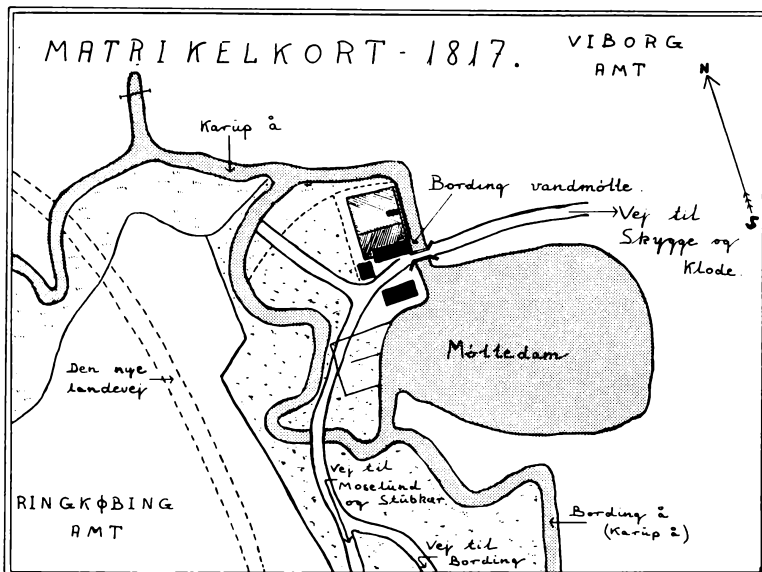 MATRIKELKORT - 1817.
VIBORG
AMT
N
S
Karup å
Bording vandmølle.
Vej til
Skygge og
Klode.
Mølledam
Den nye
landevej
Vej til
Moselund
og Stubkær.
RINGKØBING
AMT
Bording å
(Karup å)
Vej til
Bording